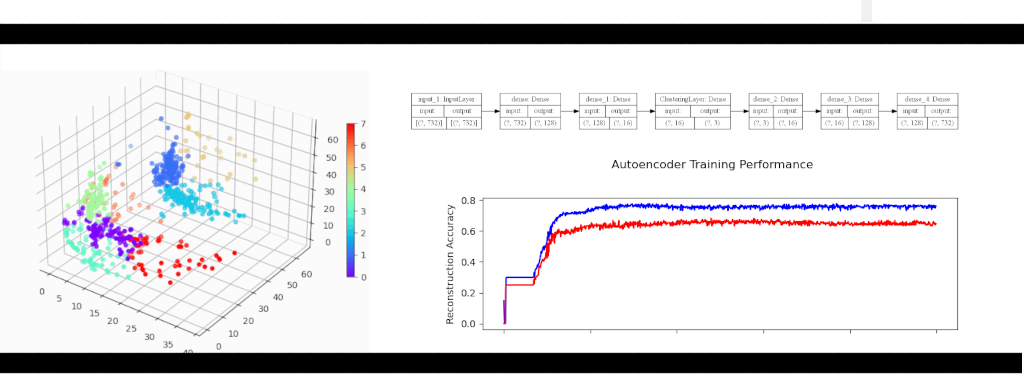 input_1: InputLayer
input: output:
[(?, 732)] [(?, 732)]
dense: Dense
input: output:
(?, 732) (?, 128)
dense_1: Dense
input: output:
(?, 128) (?, 16)
ClusteringLayer: Dense
input: output:
(?, 16) (?, 3)
dense_2: Dense
input: output:
(?, 3) (?, 16)
dense_3: Dense
input: output:
(?, 16) (?, 128)
dense_4: Dense
input: output:
(?, 128) (?, 732)
Autoencoder Training Performance
Reconstruction Accuracy
0.8
0.6
0.4
0.2
0.0
60
50
40
30
20
10
0
0 5 10 15 20 25 30 35 40
0 10 20 30 40 50 60
7
6
5
4
3
2
1
0